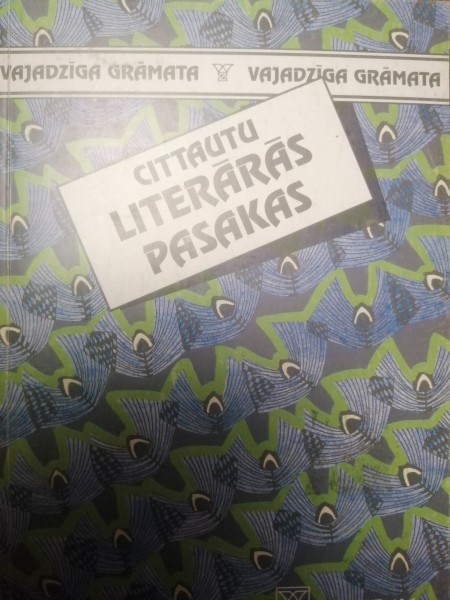 VAJADZĪGA GRĀMATA VAJADZĪGA GRĀMATA
CITTAUTU
LITERĀRĀS
PASAKAS